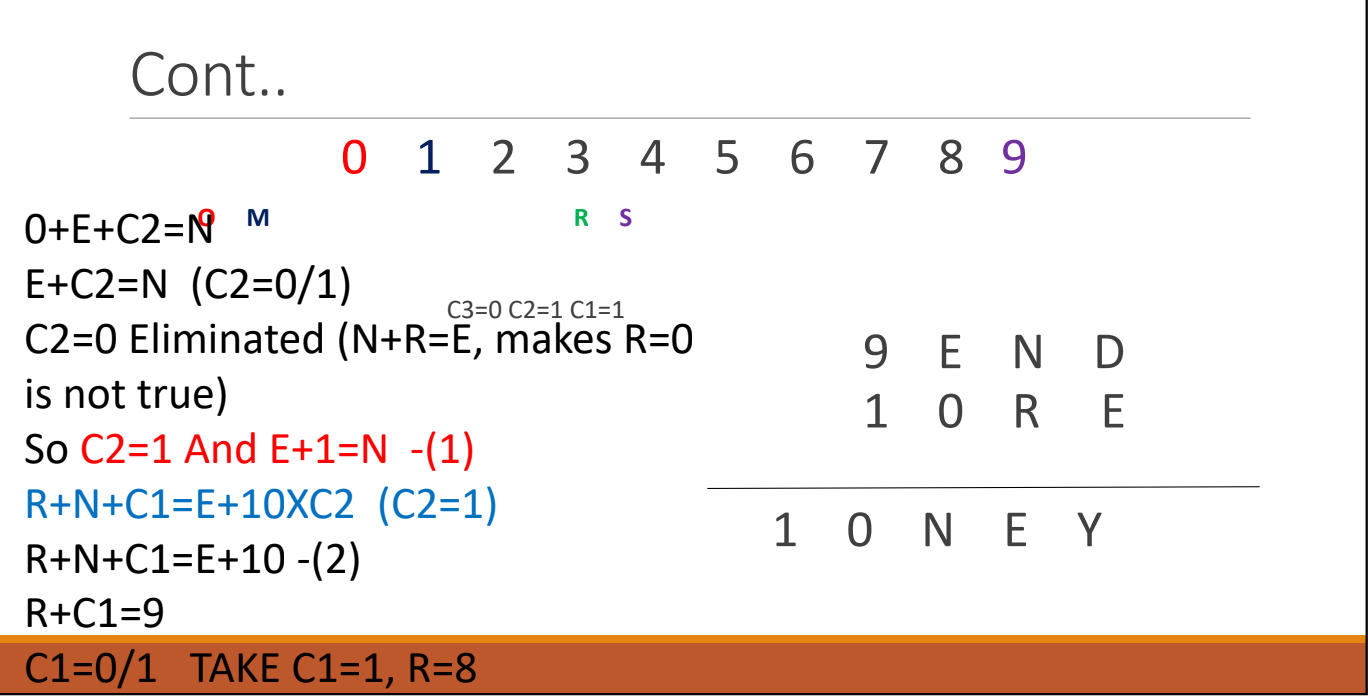 Cont..
0 1 2 3 4 5 6 7 8 9
O M R S
0+E+C2=N
E+C2=N (C2=0/1)
C3=0 C2=1 C1=1
C2=0 Eliminated (N+R=E, makes R=0
is not true)
So C2=1 And E+1=N -(1)
R+N+C1=E+10XC2 (C2=1)
R+N+C1=E+10 -(2)
R+C1=9
C1=0/1 TAKE C1=1, R=8
9 E N D
1 0 R E
1 0 N E Y